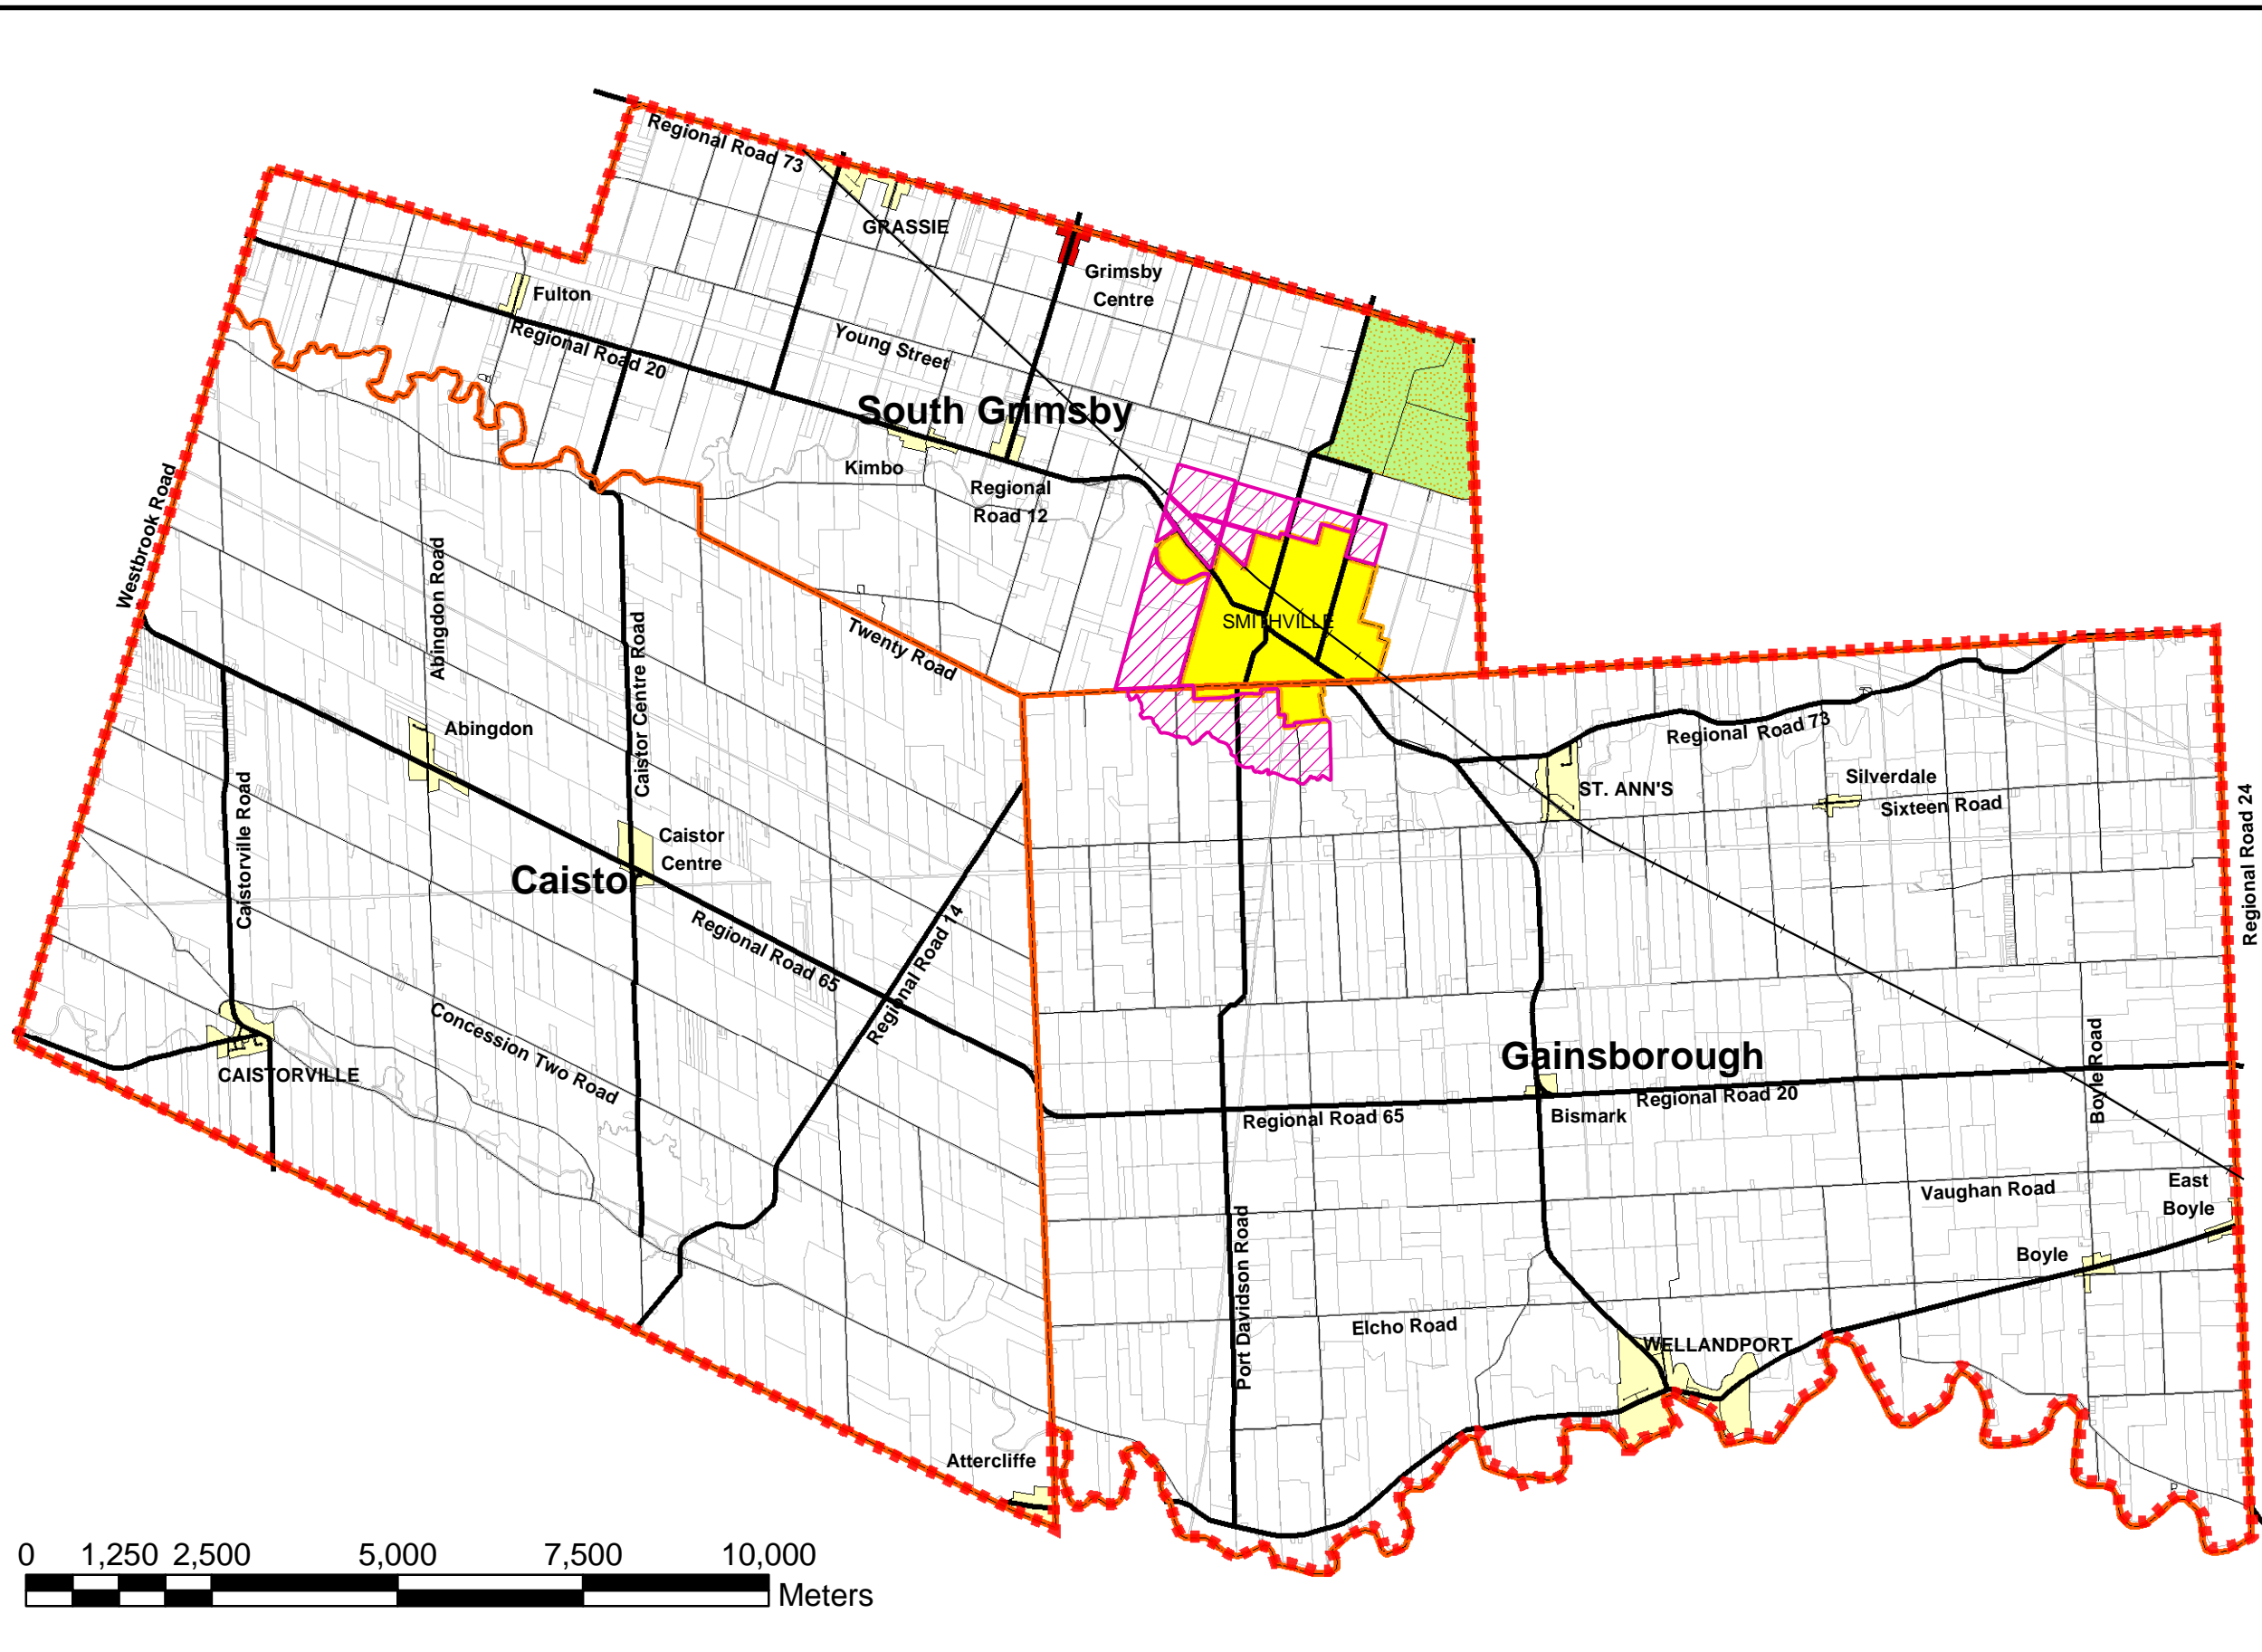 Regional Road 73
GRASSIE
Grimsby
Centre
Fulton
Regional Road 20
Young Street
South Grimsby
Kimbo
Regional
Road 12
Westbrook Road
Abingdon Road
Caistor Centre Road
Twenty Road
SMITHVILLE
Abingdon
Regional Road 73
ST. ANN'S
Silverdale
Sixteen Road
Regional Road 24
Caistorville Road
Caistor
Centre
Caistor
Regional Road 65
Regional Road 14
Concession Two Road
CAISTORVILLE
Gainsborough
Boyle Road
Regional Road 65
Bismark
Regional Road 20
Vaughan Road
East
Boyle
Boyle
Port Davidson Road
Elcho Road
WELLANDPORT
Attercliffe
0 1,250 2,500 5,000 7,500 10,000
Meters